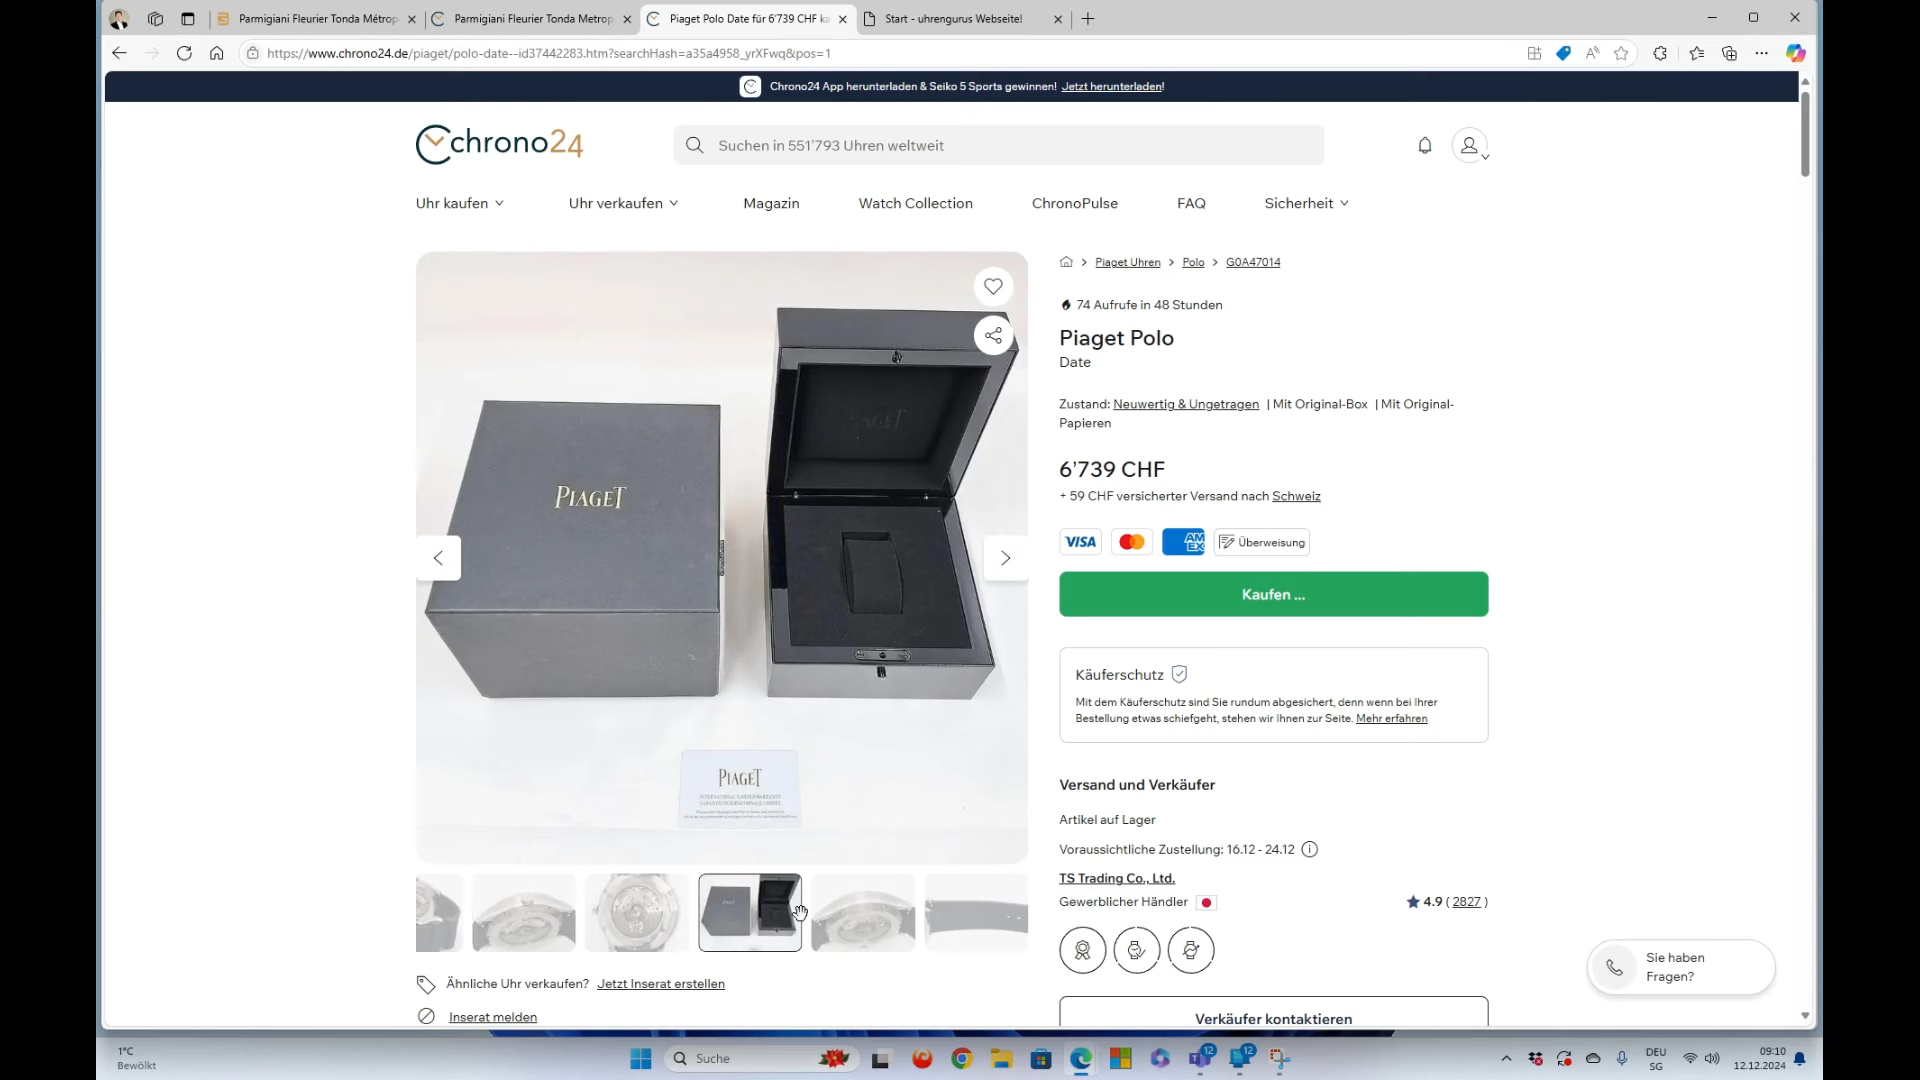 Parmigiani Fleurier Tonda Métrop
Parmigiani Fleurier Tonda Metrop
Piaget Polo Date für 6'739 CHF ka
Start - uhrengurus Webseite!
https://www.chrono24.de/piaget/polo-date--id37442283.htm?searchHash=a35a4958_yrXFwq&pos=1
Chrono24 App herunterladen & Seiko 5 Sports gewinnen! Jetzt herunterladen!
chrono24
Suchen in 551'793 Uhren weltweit
Uhr kaufen
Uhr verkaufen
Magazin
Watch Collection
ChronoPulse
FAQ
Sicherheit
Piaget Uhren > Polo > G0A47014
74 Aufrufe in 48 Stunden
Piaget Polo
Date
Zustand: Neuwertig & Ungetragen | Mit Original-Box | Mit Original-
Papieren
6'739 CHF
+ 59 CHF versicherter Versand nach Schweiz
VISA
AM
EX
Überweisung
Kaufen ...
Käuferschutz
Mit dem Käuferschutz sind Sie rundum abgesichert, denn wenn bei Ihrer
Bestellung etwas schiefgeht, stehen wir Ihnen zur Seite. Mehr erfahren
Versand und Verkäufer
Artikel auf Lager
Voraussichtliche Zustellung: 16.12 - 24.12
TS Trading Co., Ltd.
Gewerblicher Händler
4.9 ( 2827 )
Verkäufer kontaktieren
PIAGET
PIAGET
PIAGET
Ähnliche Uhr verkaufen? Jetzt Inserat erstellen
Inserat melden
Sie haben
Fragen?
1°C
Bewölkt
Suche
12
12
DEU
SG
09:10
12.12.2024